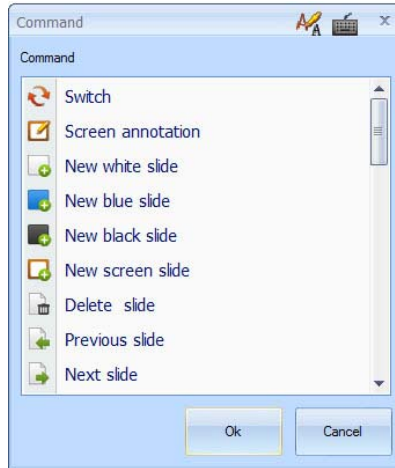 Command
Command
Switch
Screen annotation
New white slide
New blue slide
New black slide
New screen slide
Delete  slide
Previous slide
Next slide
Ok
Cancel